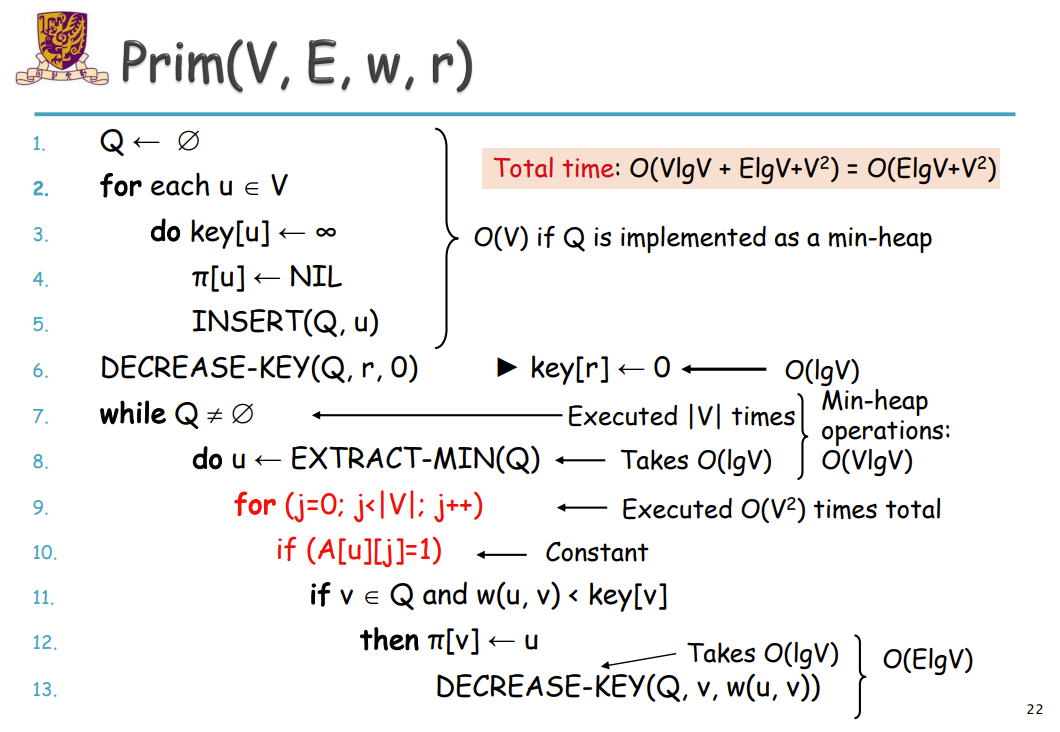 Prim(V, E, w, r)
1. Q ← ∅
Total time: O(VlgV + ElgV+V²) = O(ElgV+V²)
2. for each u ∈ V
3. do key[u] ← ∞
O(V) if Q is implemented as a min-heap
4. π[u] ← NIL
5. INSERT(Q, u)
6. DECREASE-KEY(Q, r, 0) ► key[r] ← 0 ← O(lgV)
7. while Q ≠ ∅ ← Executed |V| times
Min-heap
operations:
O(VlgV)
8. do u ← EXTRACT-MIN(Q) ← Takes O(lgV)
9. for (j=0; j<|V|; j++) ← Executed O(V²) times total
10. if (A[u][j]=1) ← Constant
11. if v ∈ Q and w(u, v) < key[v]
12. then π[v] ← u
Takes O(lgV)
O(ElgV)
13. DECREASE-KEY(Q, v, w(u, v))
22